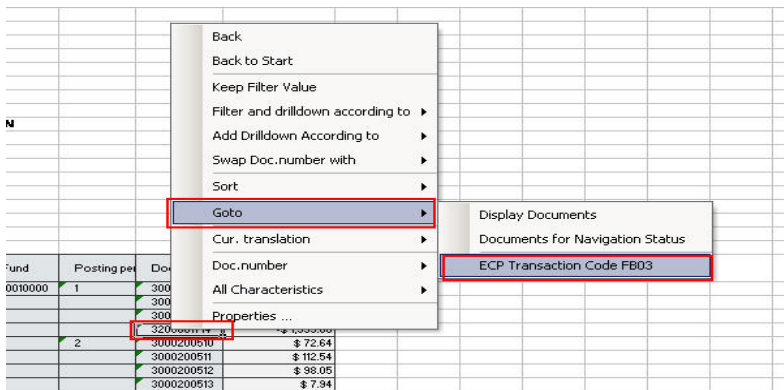 Back
Back to Start
Keep Filter Value
Filter and drilldown according to
Add Drilldown According to
Swap Doc.number with
Sort
Goto
Cur. translation
Doc.number
All Characteristics
Properties ...
Display Documents
Documents for Navigation Status
ECP Transaction Code FB03
N
Fund Posting per Do
0010000 1 300
300
300
2 3000200510 $ 72.64
3000200511 $ 112.54
3000200512 $ 98.05
3000200513 $ 7.94